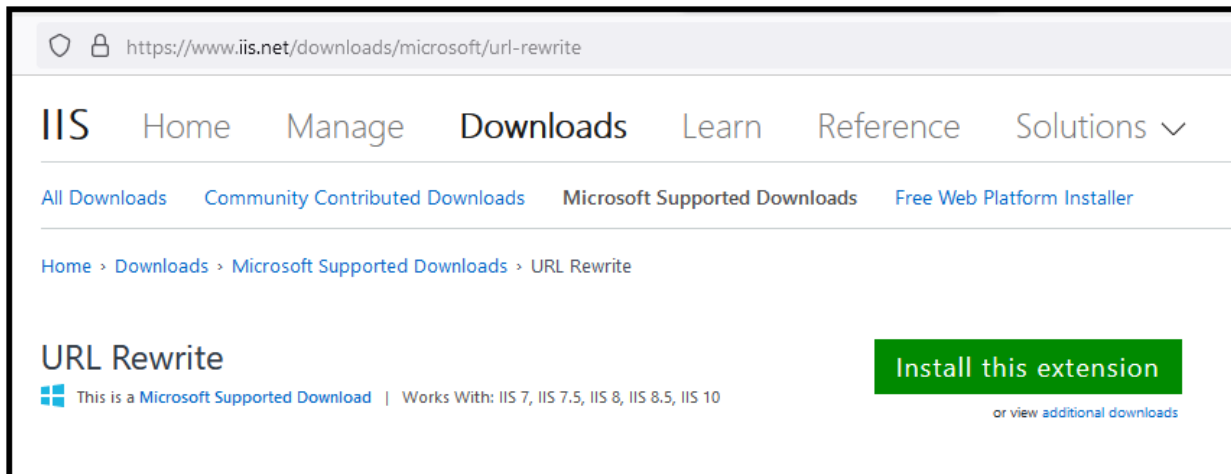 https://www.iis.net/downloads/microsoft/url-rewrite
IIS Home Manage Downloads Learn Reference Solutions
All Downloads Community Contributed Downloads Microsoft Supported Downloads Free Web Platform Installer
Home › Downloads › Microsoft Supported Downloads › URL Rewrite
URL Rewrite
Install this extension
This is a Microsoft Supported Download | Works With: IIS 7, IIS 7.5, IIS 8, IIS 8.5, IIS 10
or view additional downloads